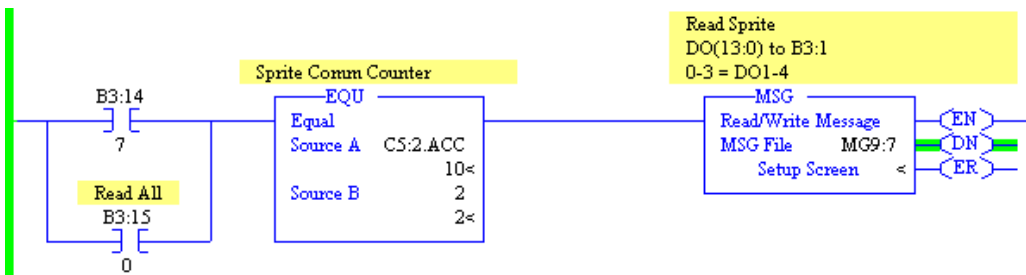 Read Sprite
DO(13:0) to B3:1
0-3 = DO1-4
Sprite Comm Counter
B3:14
EQU
MSG
Equal
Read/Write Message
EN
7
Source A C5:2.ACC
MSG File MG9:7
DN
10<
Setup Screen <
ER
Read All
Source B 2
B3:15
2<
0